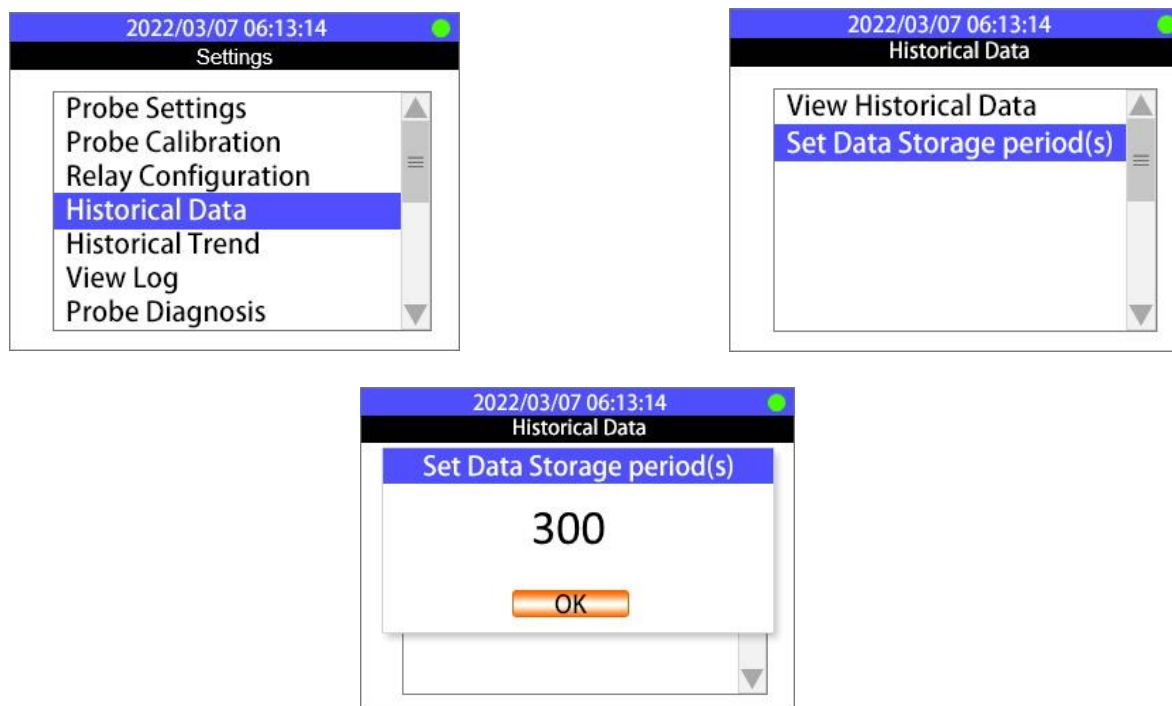 2022/03/07 06:13:14
Settings
Probe Settings
Probe Calibration
Relay Configuration
Historical Data
Historical Trend
View Log
Probe Diagnosis
2022/03/07 06:13:14
Historical Data
View Historical Data
Set Data Storage period(s)
2022/03/07 06:13:14
Historical Data
Set Data Storage period(s)
300
OK